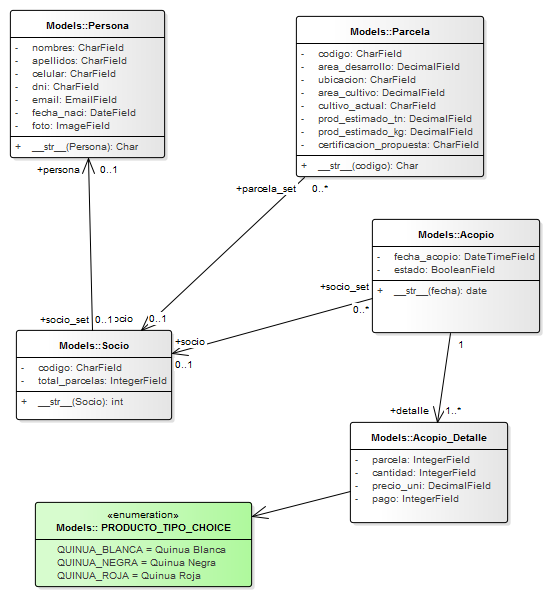 Models::Persona
- nombres: CharField
- apellidos: CharField
- celular: CharField
- dni: CharField
- email: EmailField
- fecha_naci: DateField
- foto: ImageField
+ __str__(Persona): Char
Models::Parcela
- codigo: CharField
- area_desarrollo: DecimalField
- ubicacion: CharField
- area_cultivo: DecimalField
- cultivo_actual: CharField
- prod_estimado_tn: DecimalField
- prod_estimado_kg: DecimalField
- certificacion_propuesta: CharField
+ __str__(codigo): Char
+persona 0..1
+parcela_set 0..*
Models::Acopio
- fecha_acopio: DateTimeField
- estado: BooleanField
+ __str__(fecha): date
+socio_set
0..*
+socio_set 0..1 ocio 0..1
+socio
0..1
Models::Socio
- codigo: CharField
- total_parcelas: IntegerField
+ __str__(Socio): int
1
+detalle 1..*
Models::Acopio_Detalle
- parcela: IntegerField
- cantidad: IntegerField
- precio_uni: DecimalField
- pago: IntegerField
«enumeration»
Models:: PRODUCTO_TIPO_CHOICE
QUINUA_BLANCA = Quinua Blanca
QUINUA_NEGRA = Quinua Negra
QUINUA_ROJA = Quinua Roja